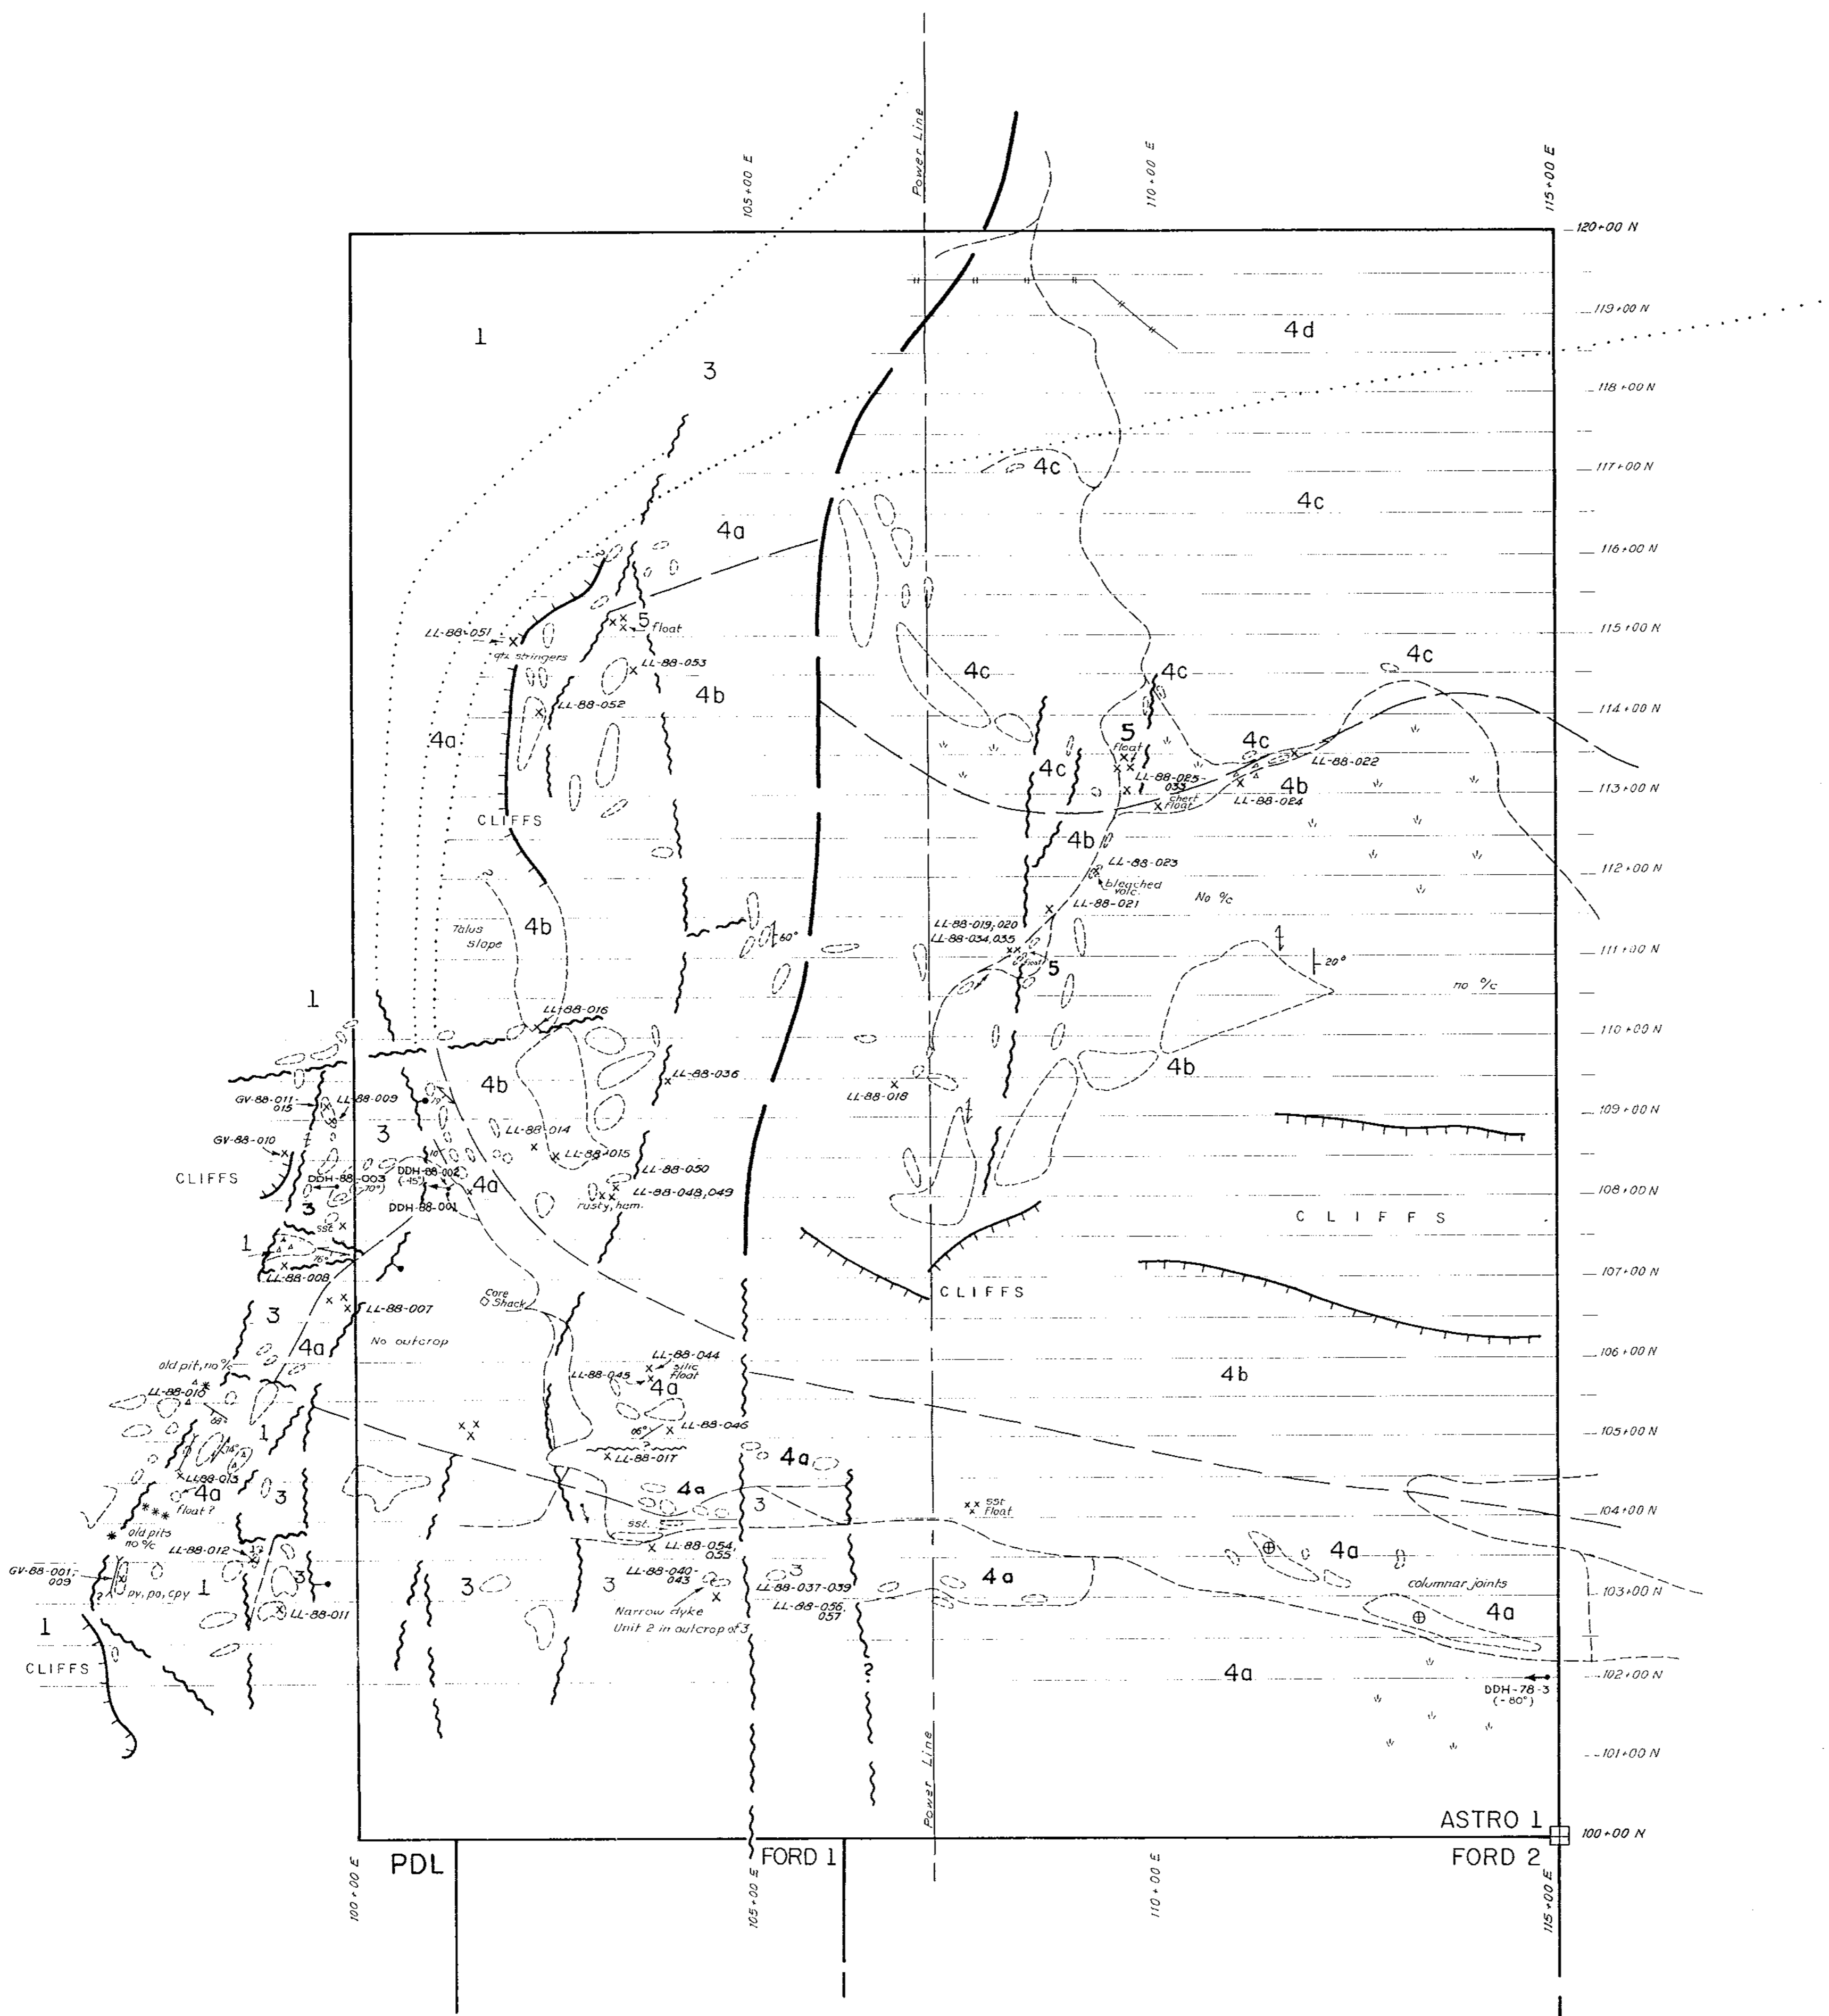 Power Line
105+00 E
110+00 E
115+00 E
120+00 N
119+00 N
118+00 N
117+00 N
116+00 N
115+00 N
114+00 N
113+00 N
112+00 N
111+00 N
110+00 N
109+00 N
108+00 N
107+00 N
106+00 N
105+00 N
104+00 N
103+00 N
102+00 N
101+00 N
100+00 N
1
3
4d
4c
4c
4a
5
float
LL-88-051
qtz stringers
LL-88-053
4b
LL-88-052
4a
4c
4c
4c
5
float
4c
4c
LL-88-022
LL-88-025-
033
4b
chert
float
LL-88-024
CLIFFS
4b
LL-88-023
bleached
volc.
LL-88-021
No o/c
Talus
slope
4b
60°
LL-88-019,020
LL-88-034,035
float
5
20°
no o/c
1
LL-88-016
4b
LL-88-036
4b
LL-88-018
GV-88-011-
015
LL-88-009
3
LL-88-014
LL-88-015
GV-88-010
CLIFFS
DDH-88-003
(-70°)
DDH-88-002
(-45°)
4a
DDH-88-001
LL-88-050
LL-88-048,049
rusty, hem.
3
sst
1
76°
LL-88-008
CLIFFS
CLIFFS
Core
Shack
LL-88-007
3
4a
No outcrop
old pit, no o/c
LL-88-010
LL-88-044
silic
float
LL-88-045
4a
LL-88-046
4b
1
?
LL-88-017
4a
LL-88-013
4a
float?
3
4a
3
sst.
sst
float
old pits
no o/c
LL-88-012
LL-88-054,
055
4a
GV-88-001,
009
py, po, cpy
1
3
3
3
LL-88-040-
043
3
LL-88-037-039
LL-88-056,
057
4a
columnar joints
4a
LL-88-011
Narrow dyke
Unit 2 in outcrop of 3
1
CLIFFS
?
4a
DDH-78-3
(-80°)
Power Line
ASTRO 1
PDL
FORD 1
FORD 2
100+00 E
105+00 E
110+00 E
115+00 E